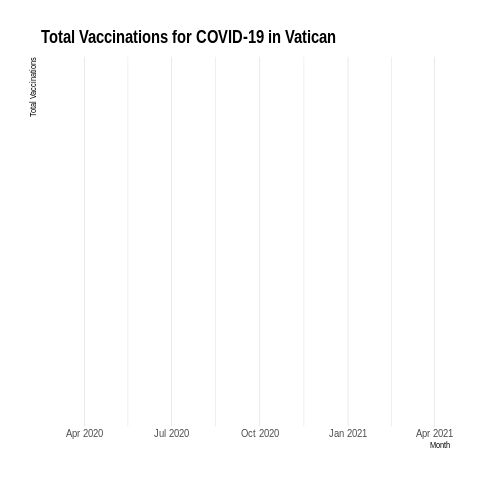 Total Vaccinations for COVID-19 in Vatican
Total Vaccinations
Apr 2020 Jul 2020 Oct 2020 Jan 2021 Apr 2021
Month